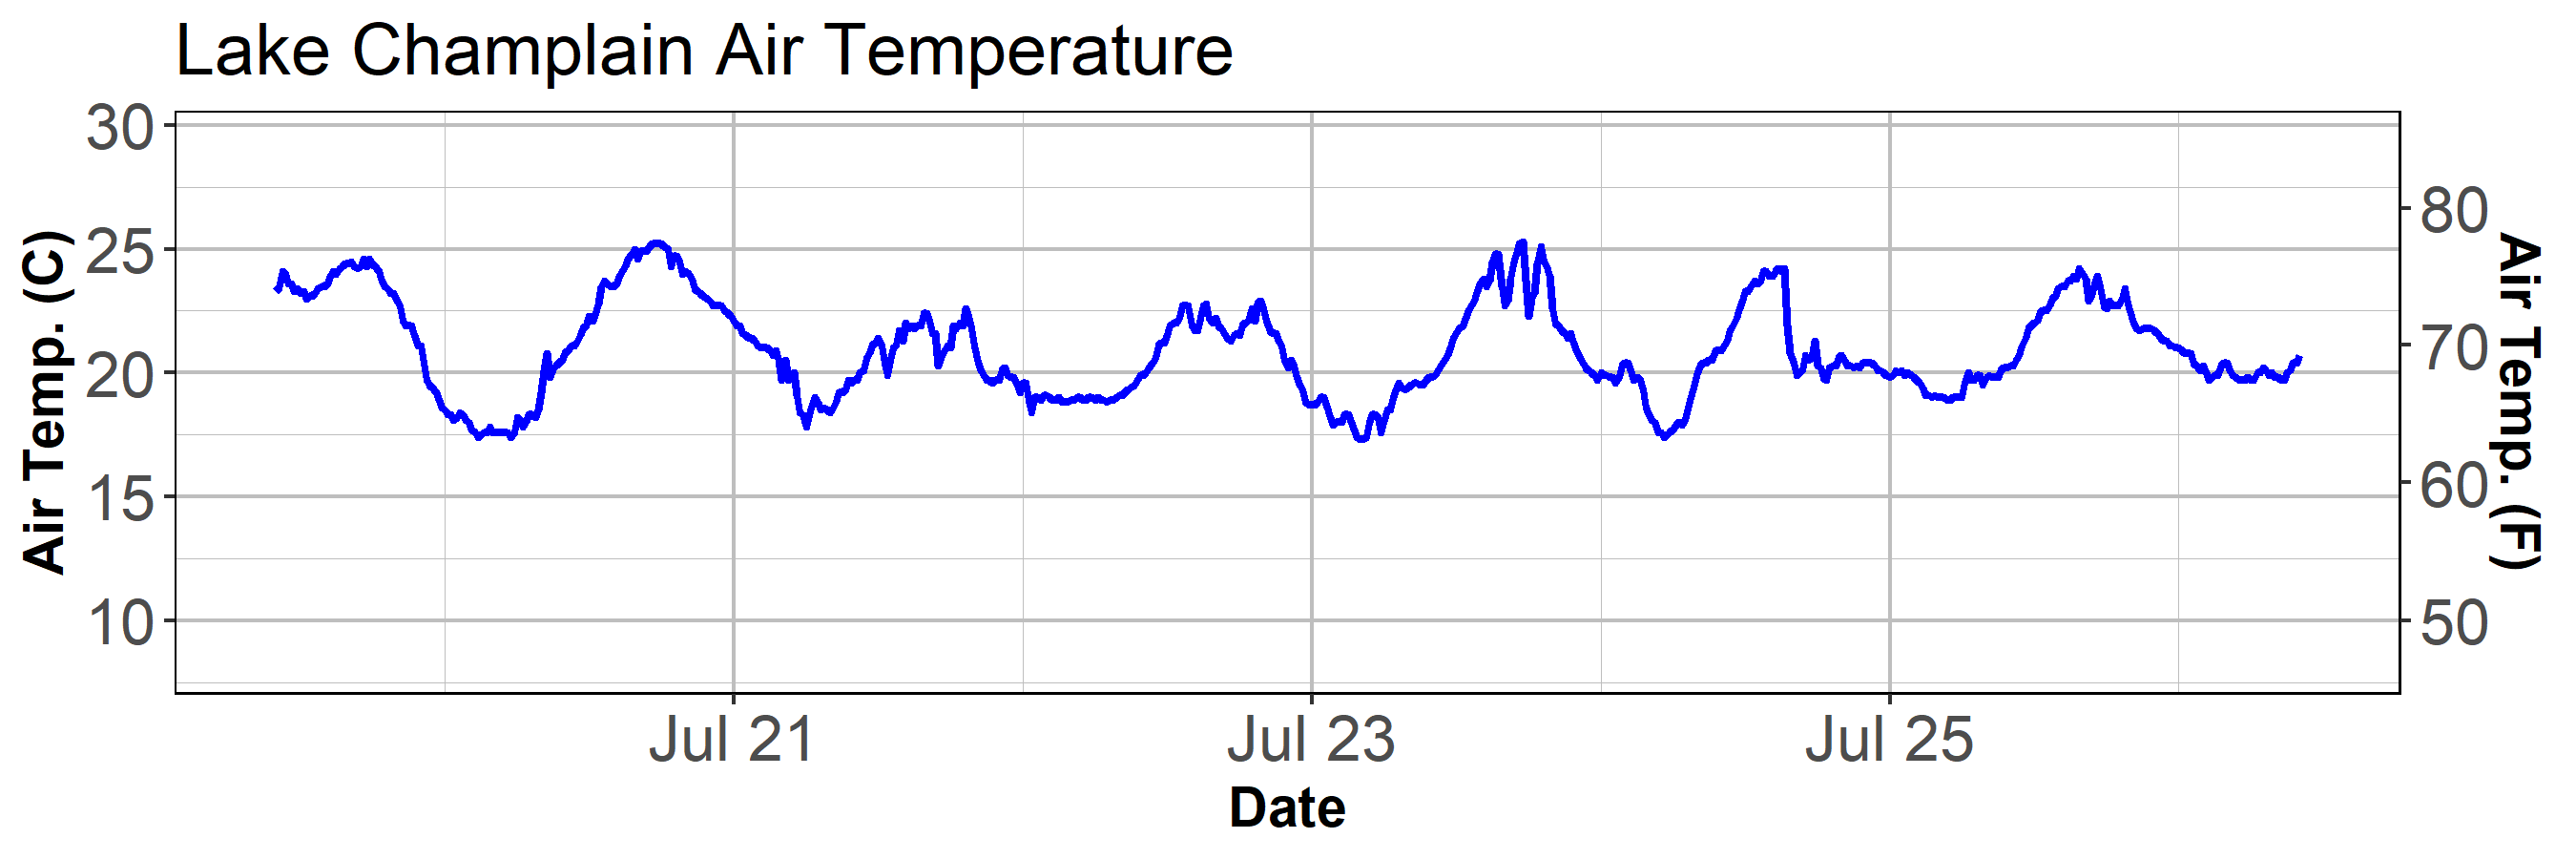 Lake Champlain Air Temperature
30
25
20
15
10
Air Temp. (C)
80
70
60
50
Air Temp. (F)
Jul 21
Jul 23
Jul 25
Date